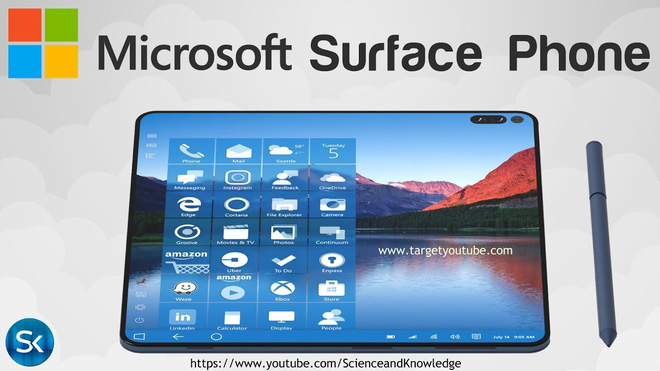 Microsoft Surface Phone
Phone Mail Seattle 56° 47° Tuesday 5
Messaging Instagram Feedback OneDrive
Edge Cortana File Explorer Camera
Groove Movies & TV Photos Continuum
www.targetyoutube.com
amazon Uber To Do Enpass
Waze amazon Xbox Store
Linkedin Calculator Display People
July 14 9:05 AM
SK
https://www.youtube.com/ScienceandKnowledge